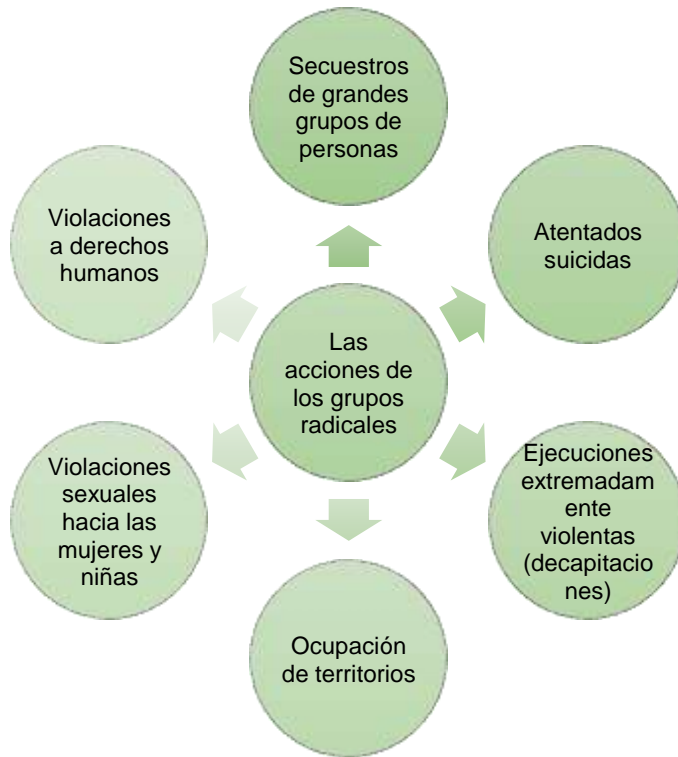 Secuestros
de grandes
grupos de
personas
Violaciones
a derechos
humanos
Atentados
suicidas
Las
acciones de
los grupos
radicales
Violaciones
sexuales
hacia las
mujeres y
niñas
Ejecuciones
extremadam
ente
violentas
(decapitacio
nes)
Ocupación
de territorios